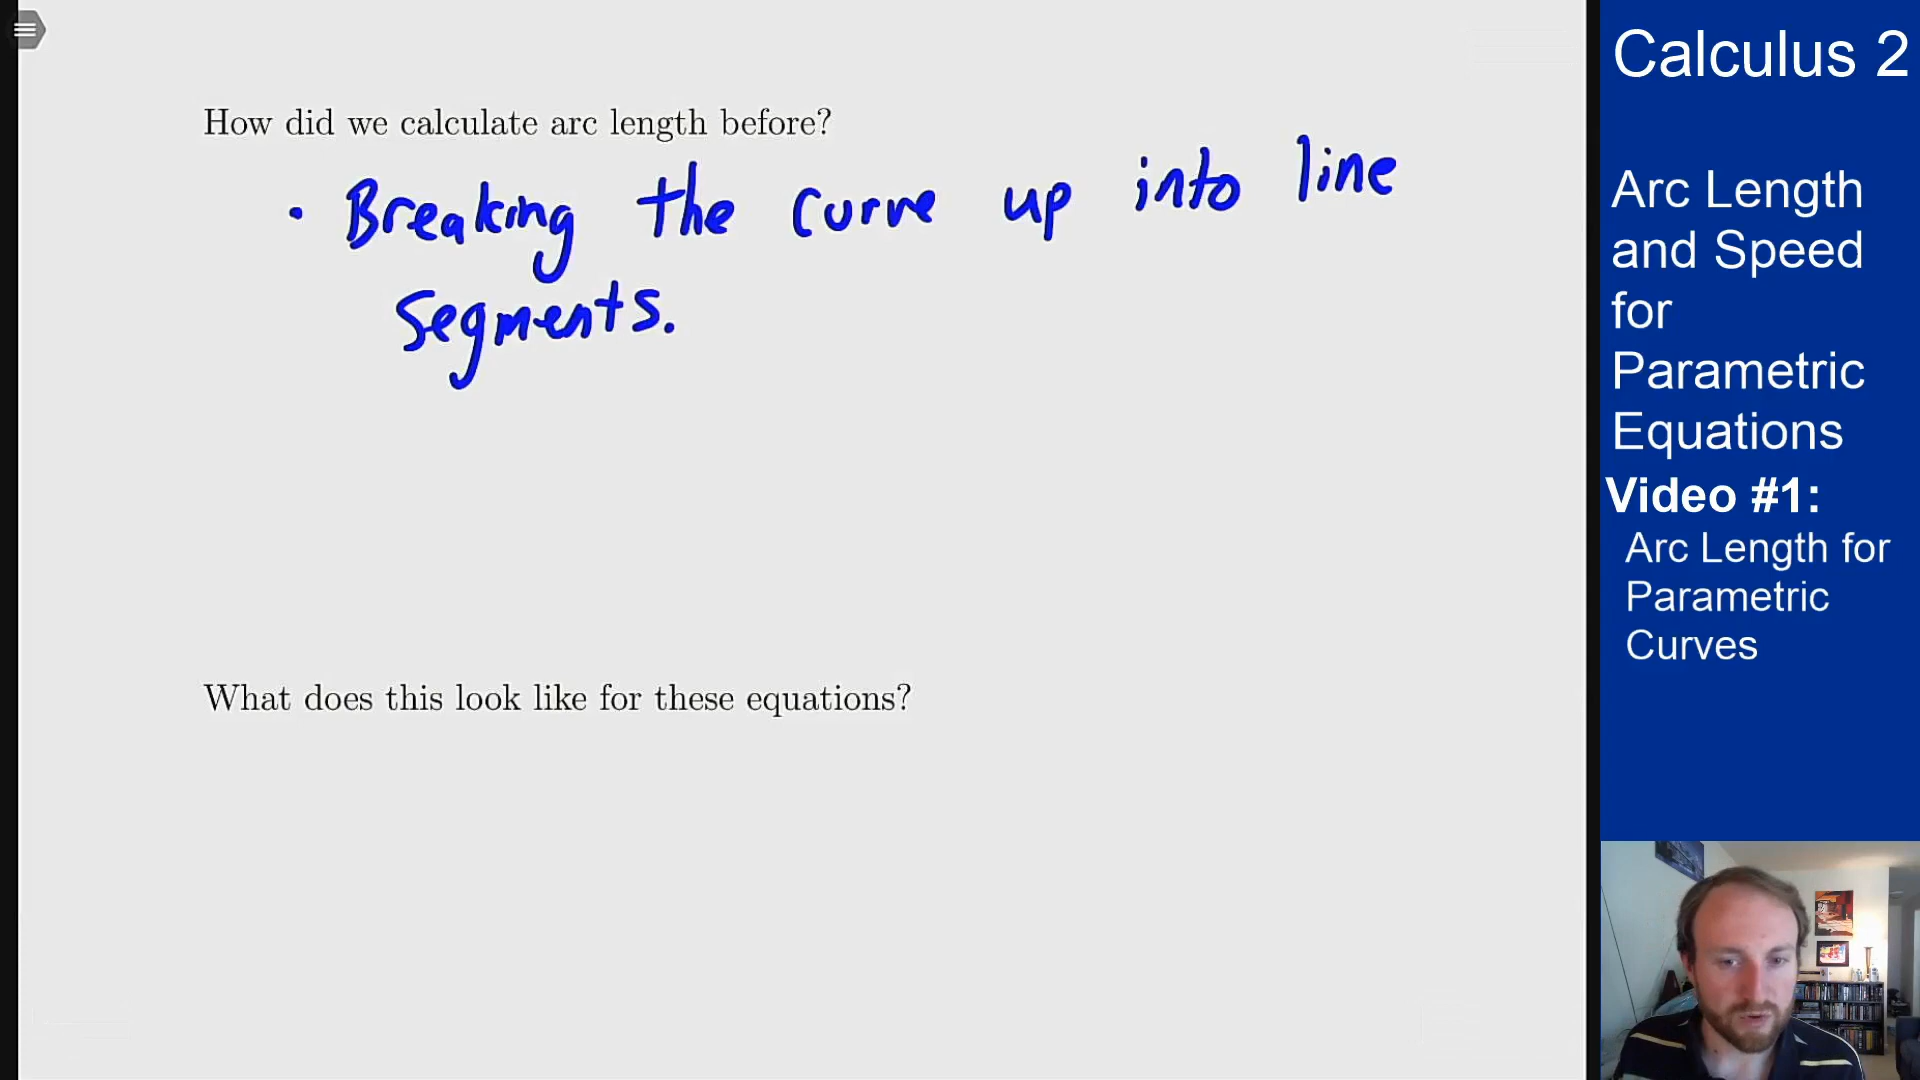 How did we calculate arc length before?
· Breaking the curve up into line
segments.
What does this look like for these equations?
Calculus 2
Arc Length
and Speed
for
Parametric
Equations
Video #1:
Arc Length for
Parametric
Curves